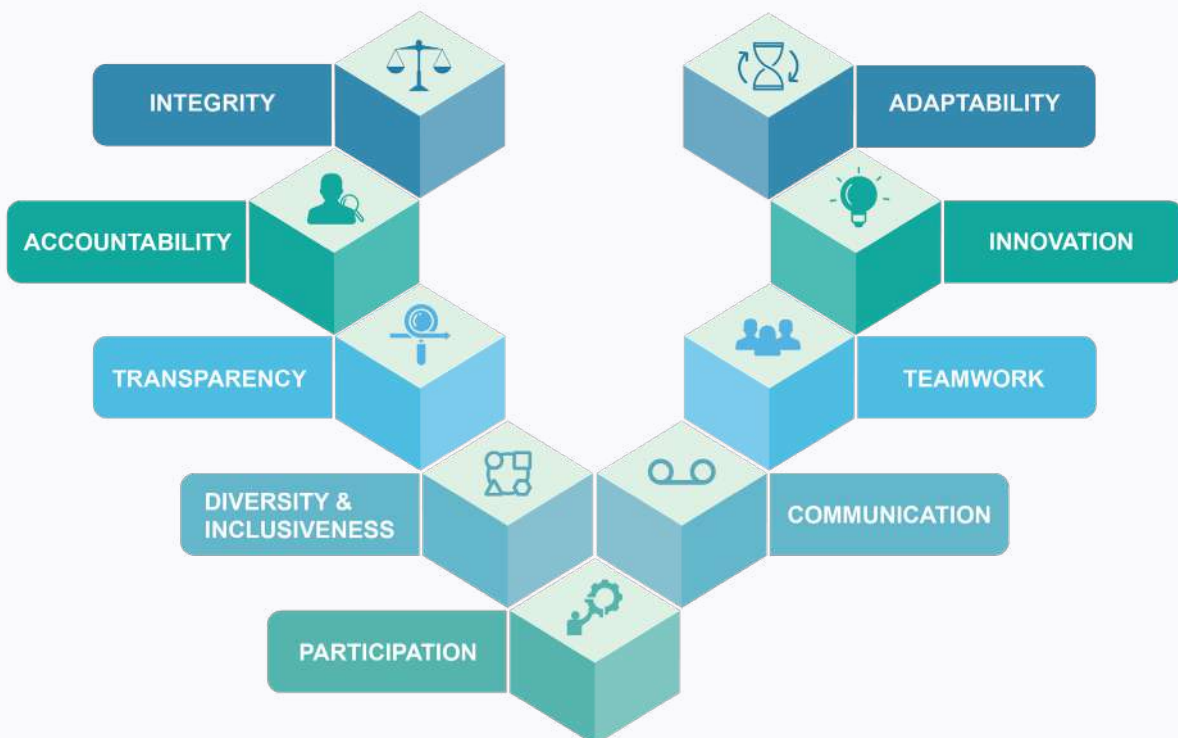 INTEGRITY
ADAPTABILITY
ACCOUNTABILITY
INNOVATION
TRANSPARENCY
TEAMWORK
DIVERSITY &
INCLUSIVENESS
COMMUNICATION
PARTICIPATION